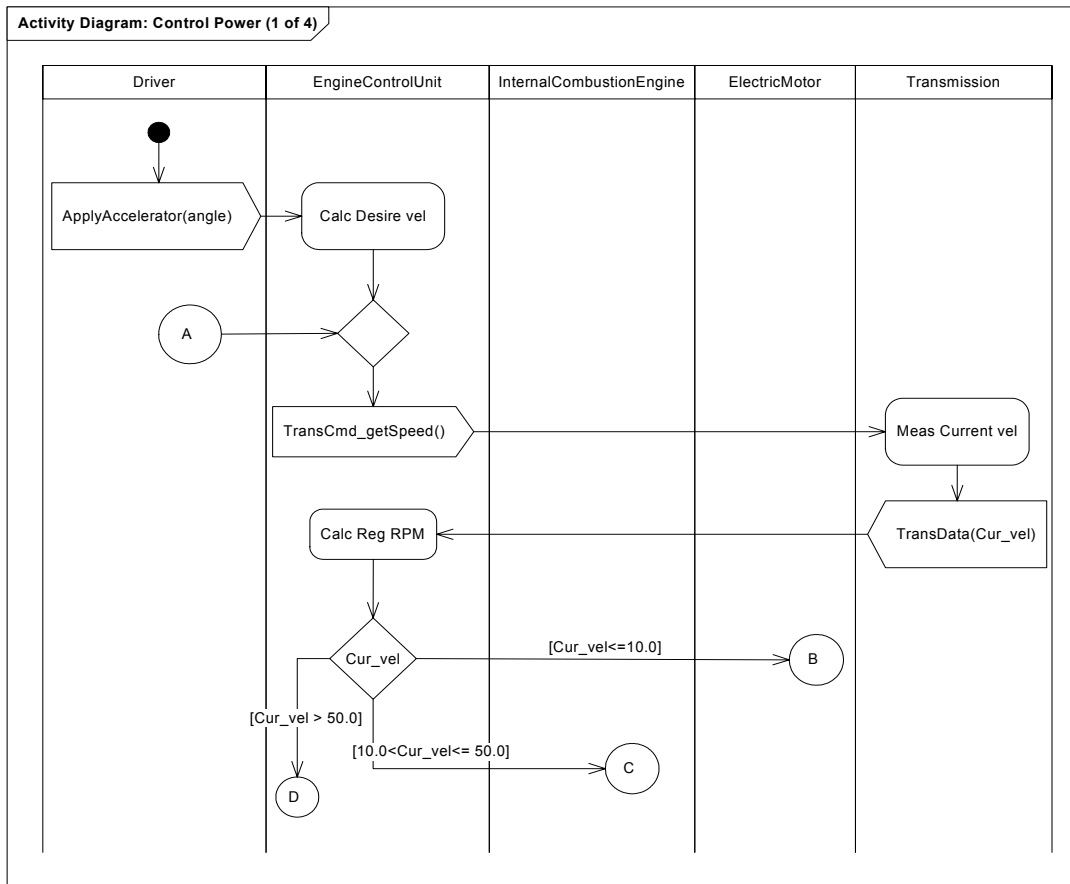 Activity Diagram: Control Power (1 of 4)
Driver
EngineControlUnit
InternalCombustionEngine
ElectricMotor
Transmission
ApplyAccelerator(angle)
Calc Desire vel
A
TransCmd_getSpeed()
Meas Current vel
Calc Reg RPM
TransData(Cur_vel)
Cur_vel
[Cur_vel<=10.0]
B
[Cur_vel > 50.0]
[10.0<Cur_vel<= 50.0]
C
D